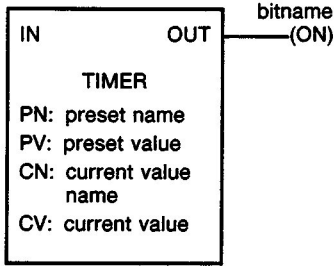 bitname
IN OUT (ON)
TIMER
PN: preset name
PV: preset value
CN: current value
name
CV: current value